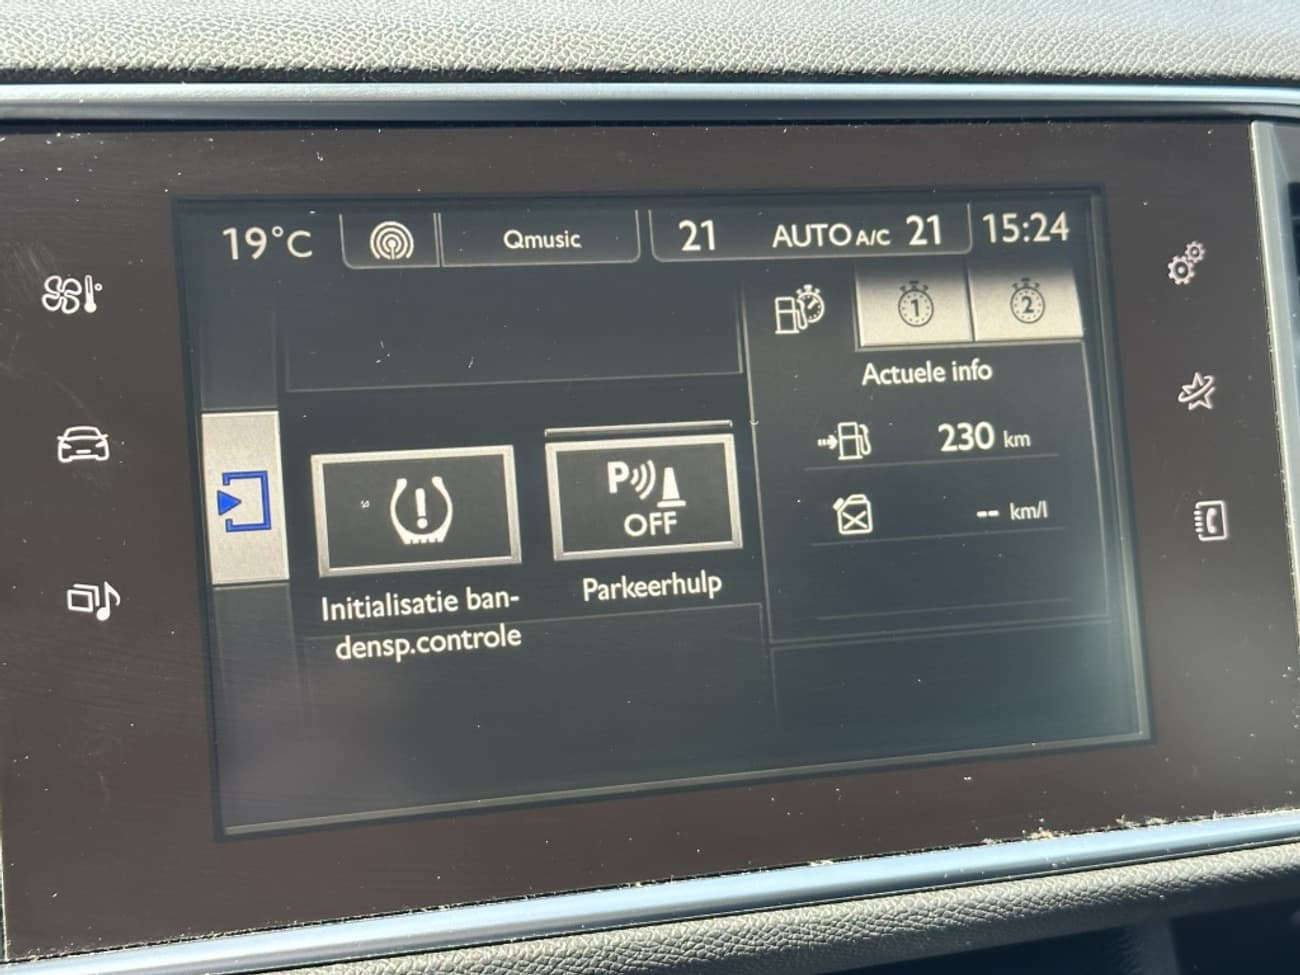 19°C Qmusic 21 AUTO A/C 21 15:24
1 2
Actuele info
230 km
-- km/l
P OFF
Initialisatie ban-
densp.controle
Parkeerhulp